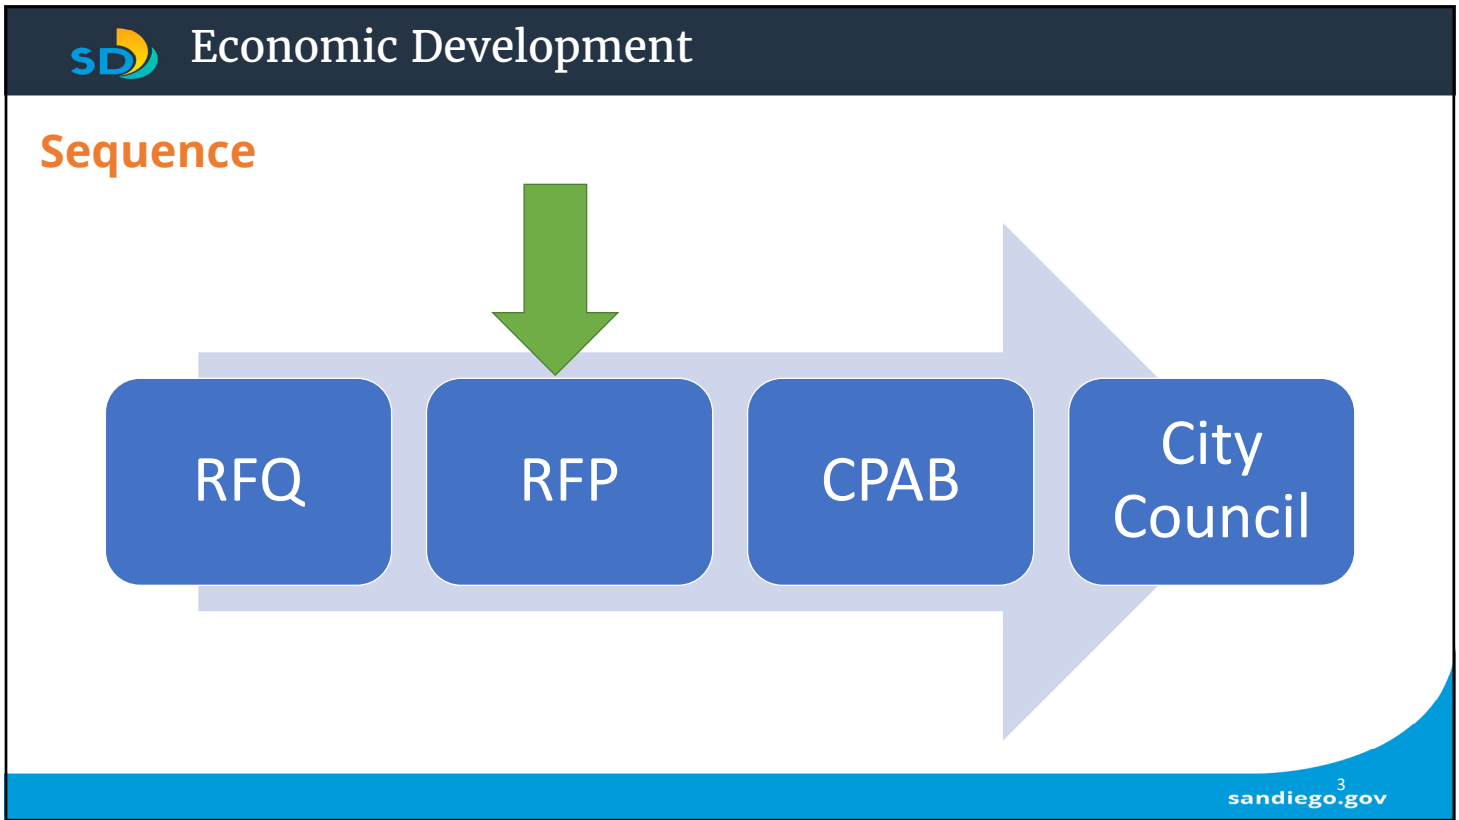 SD
Economic Development
Sequence
RFQ
RFP
CPAB
City
Council
3
sandiego.gov